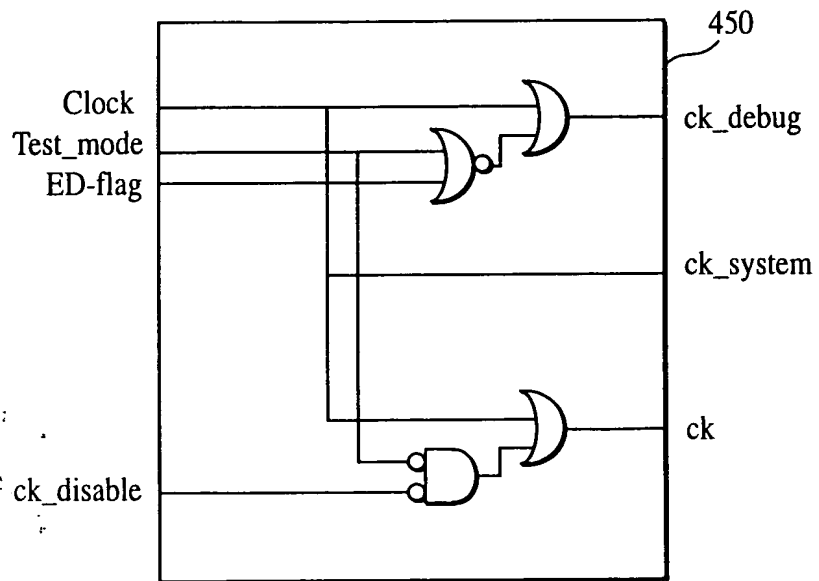 450
Clock
ck_debug
Test_mode
ED-flag
ck_system
ck
ck_disable